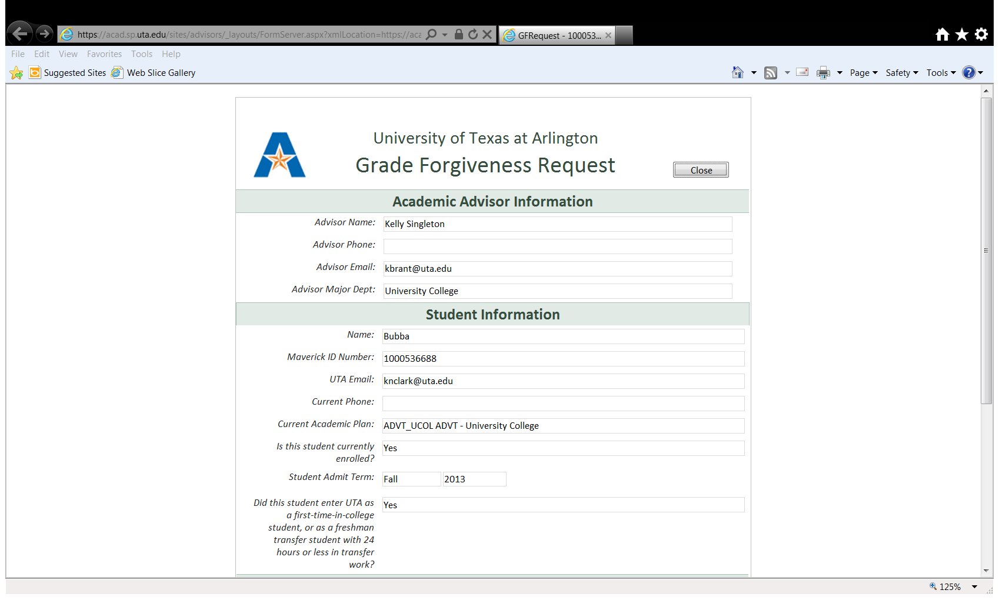 https://acad.sp.uta.edu/sites/advisors/_layouts/FormServer.aspx?xmlLocation=https://aca
GFRequest - 100053...
File Edit View Favorites Tools Help
Suggested Sites Web Slice Gallery
Page Safety Tools
University of Texas at Arlington
Grade Forgiveness Request
Close
Academic Advisor Information
Advisor Name: Kelly Singleton
Advisor Phone:
Advisor Email: kbrant@uta.edu
Advisor Major Dept: University College
Student Information
Name: Bubba
Maverick ID Number: 1000536688
UTA Email: knclark@uta.edu
Current Phone:
Current Academic Plan: ADVT_UCOL ADVT - University College
Is this student currently Yes
enrolled?
Student Admit Term: Fall 2013
Did this student enter UTA as Yes
a first-time-in-college
student, or as a freshman
transfer student with 24
hours or less in transfer
work?
125%